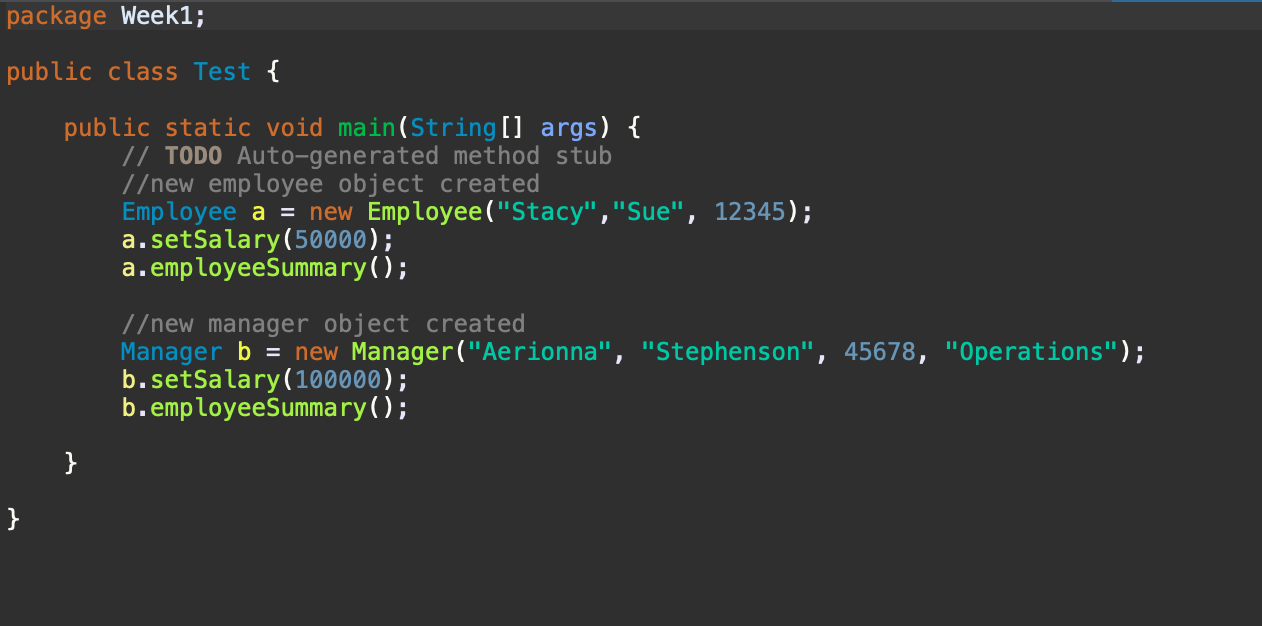 package Week1;
public class Test {
public static void main(String[] args) {
// TODO Auto-generated method stub
//new employee object created
Employee a = new Employee("Stacy","Sue", 12345);
a.setSalary(50000);
a.employeeSummary();
//new manager object created
Manager b = new Manager("Aerionna", "Stephenson", 45678, "Operations");
b.setSalary(100000);
b.employeeSummary();
}
}